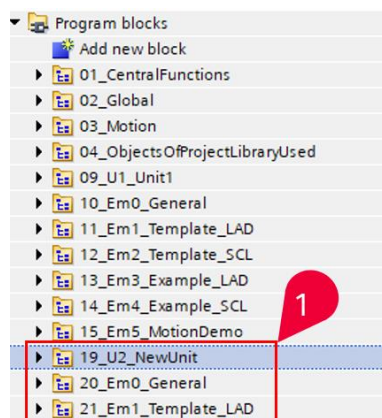 Program blocks
Add new block
01_CentralFunctions
02_Global
03_Motion
04_ObjectsOfProjectLibraryUsed
09_U1_Unit1
10_Em0_General
11_Em1_Template_LAD
12_Em2_Template_SCL
13_Em3_Example_LAD
14_Em4_Example_SCL
1
15_Em5_MotionDemo
19_U2_NewUnit
20_Em0_General
21_Em1_Template_LAD